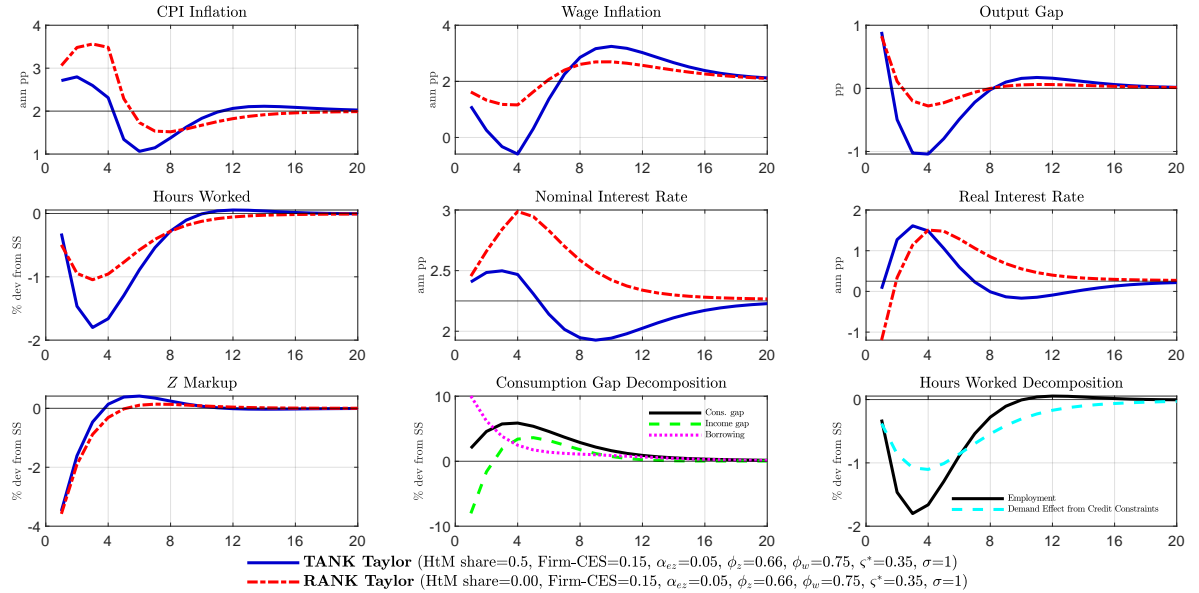 CPI Inflation
Wage Inflation
Output Gap
ann pp
4
3
2
1
0 4 8 12 16 20
ann pp
4
2
0
0 4 8 12 16 20
pp
1
0
-1
0 4 8 12 16 20
Hours Worked
Nominal Interest Rate
Real Interest Rate
% dev from SS
0
-1
-2
0 4 8 12 16 20
ann pp
3
2.5
2
0 4 8 12 16 20
ann pp
2
1
0
-1
0 4 8 12 16 20
Z Markup
Consumption Gap Decomposition
Hours Worked Decomposition
% dev from SS
0
-2
-4
0 4 8 12 16 20
% dev from SS
10
0
-10
Cons. gap
Income gap
Borrowing
0 4 8 12 16 20
% dev from SS
0
-1
-2
Employment
Demand Effect from Credit Constraints
0 4 8 12 16 20
TANK Taylor (HtM share=0.5, Firm-CES=0.15, αez=0.05, ϕz=0.66, ϕw=0.75, ς*=0.35, σ=1)
RANK Taylor (HtM share=0.00, Firm-CES=0.15, αez=0.05, ϕz=0.66, ϕw=0.75, ς*=0.35, σ=1)